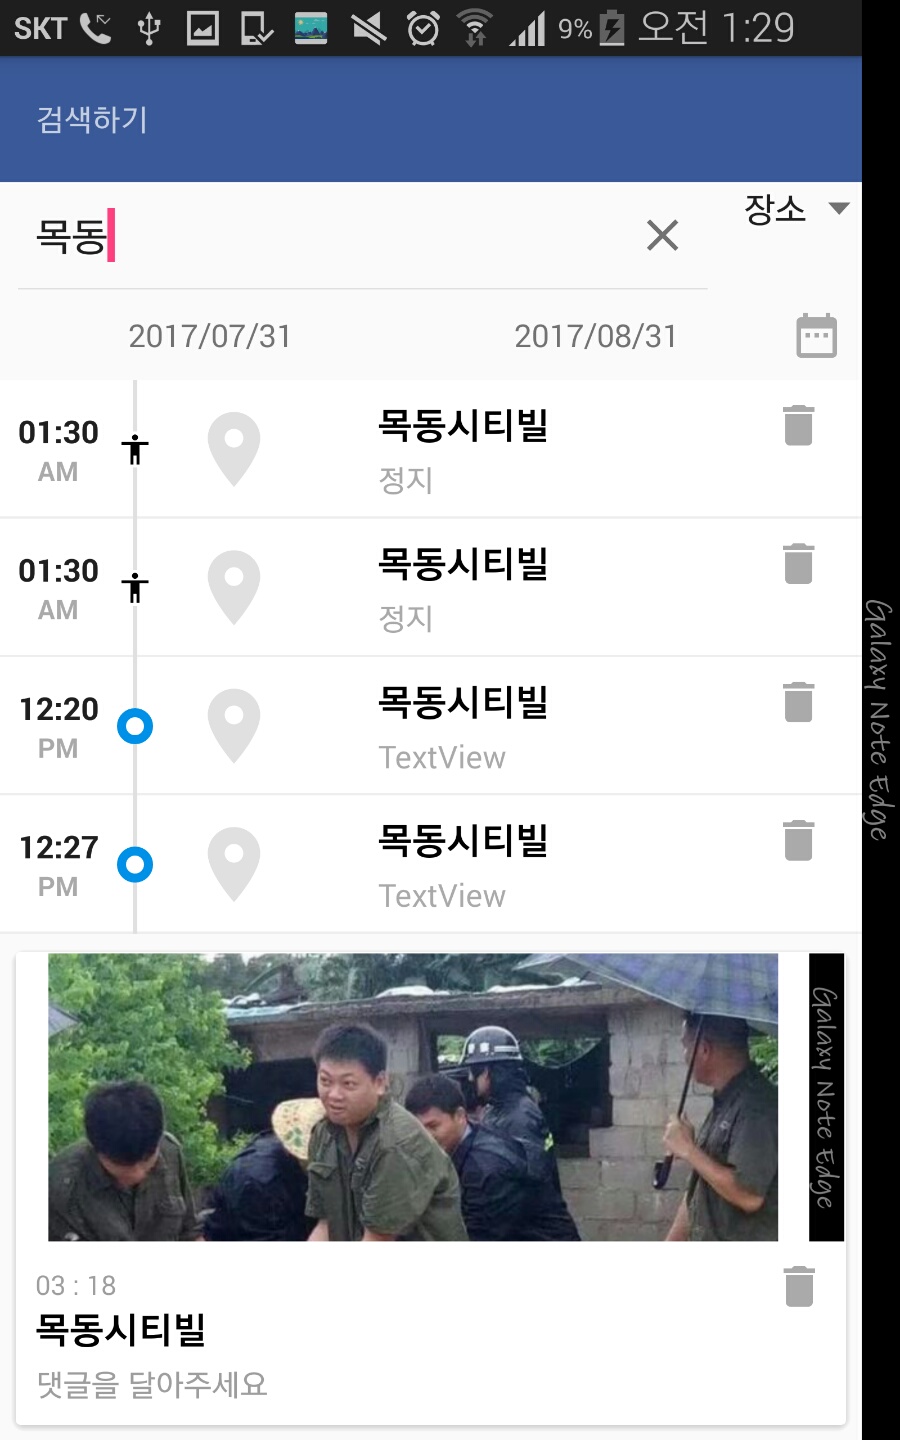 SKT 9% 오전 1:29
검색하기
목동
장소
2017/07/31 2017/08/31
01:30 목동시티빌
AM 정지
01:30 목동시티빌
AM 정지
12:20 목동시티빌
PM TextView
12:27 목동시티빌
PM TextView
Galaxy Note Edge
Galaxy Note Edge
03 : 18
목동시티빌
댓글을 달아주세요